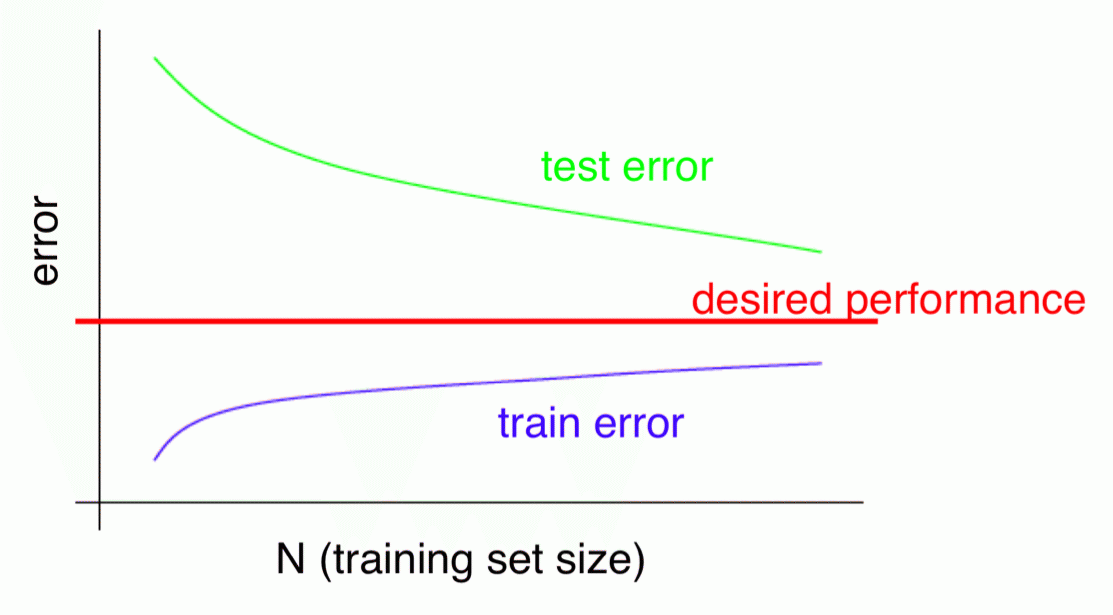 test error
error
desired performance
train error
N (training set size)